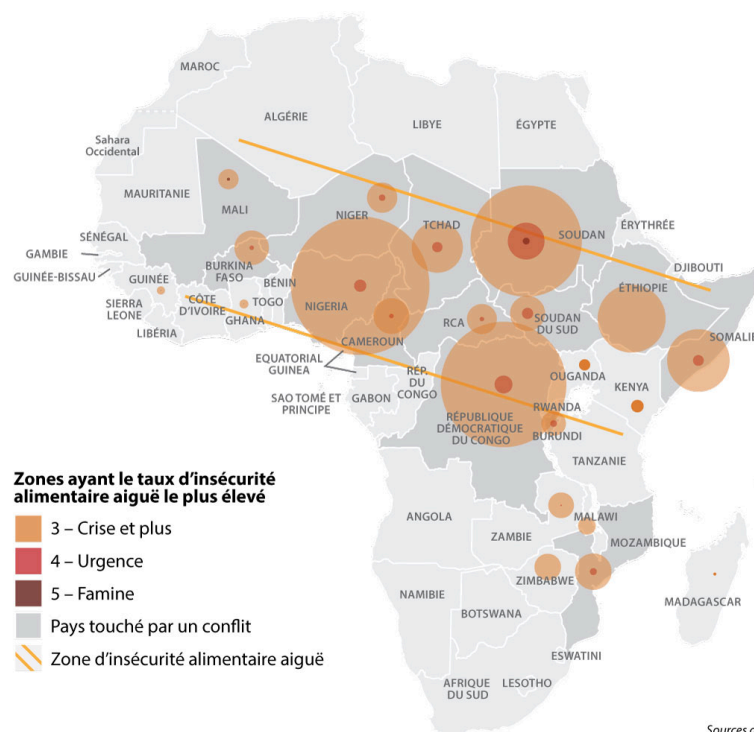 MAROC
ALGÉRIE
LIBYE
ÉGYPTE
Sahara
Occidental
MAURITANIE
MALI
NIGER
TCHAD
SOUDAN
ÉRYTHRÉE
SÉNÉGAL
GAMBIE
GUINÉE-BISSAU
GUINÉE
BURKINA
FASO
BÉNIN
DJIBOUTI
ÉTHIOPIE
SIERRA
LEONE
CÔTE
D’IVOIRE
TOGO
GHANA
NIGERIA
LIBÉRIA
CAMEROUN
RCA
SOUDAN
DU SUD
SOMALIE
EQUATORIAL
GUINEA
RÉP.
DU
CONGO
OUGANDA
KENYA
SAO TOMÉ ET
PRINCIPE
GABON
RÉPUBLIQUE
DÉMOCRATIQUE
DU CONGO
RWANDA
BURUNDI
TANZANIE
Zones ayant le taux d’insécurité
alimentaire aiguë le plus élevé
3 – Crise et plus
4 – Urgence
5 – Famine
Pays touché par un conflit
Zone d’insécurité alimentaire aiguë
ANGOLA
ZAMBIE
MALAWI
MOZAMBIQUE
ZIMBABWE
MADAGASCAR
NAMIBIE
BOTSWANA
ESWATINI
AFRIQUE
DU SUD
LESOTHO
Sources